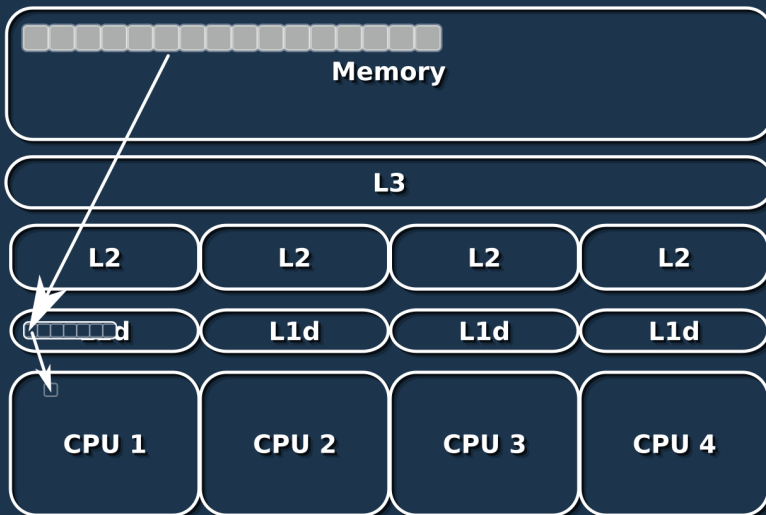 Memory
L3
L2 L2 L2 L2
L1d L1d L1d
CPU 1 CPU 2 CPU 3 CPU 4